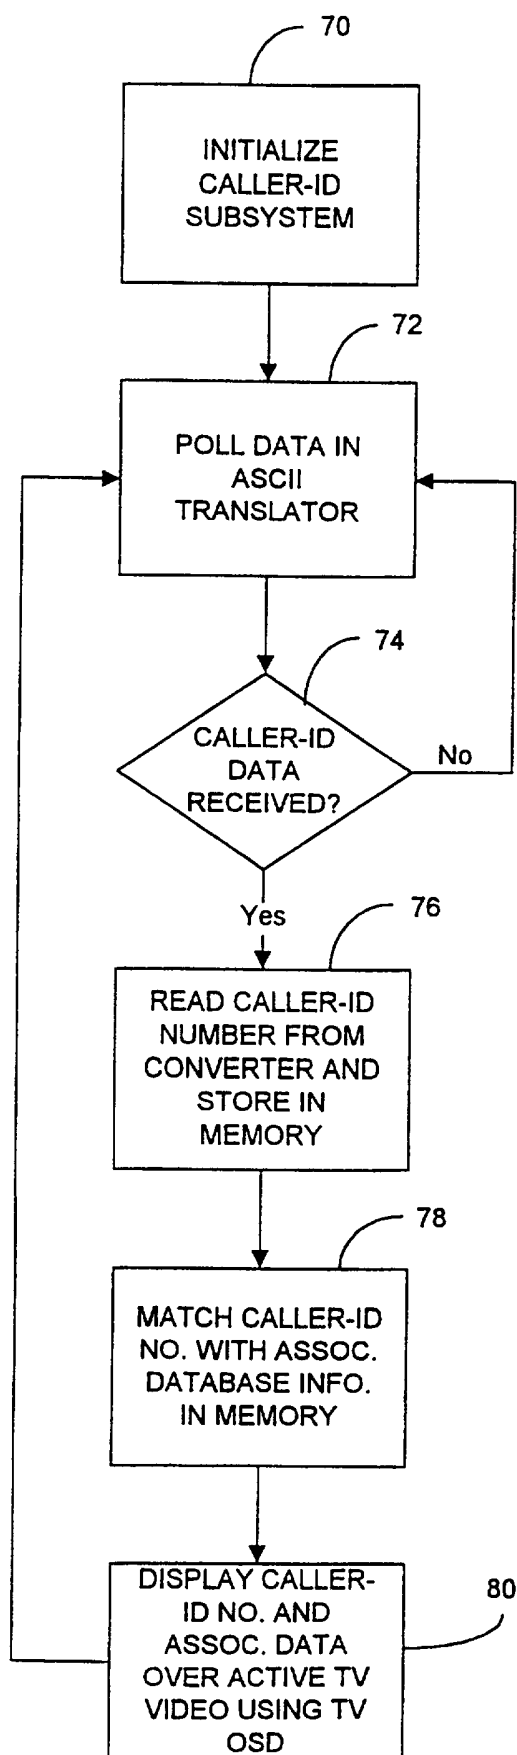 70
INITIALIZE
CALLER-ID
SUBSYSTEM
72
POLL DATA IN
ASCII
TRANSLATOR
74
CALLER-ID
DATA
RECEIVED?
No
Yes
76
READ CALLER-ID
NUMBER FROM
CONVERTER AND
STORE IN
MEMORY
78
MATCH CALLER-ID
NO. WITH ASSOC.
DATABASE INFO.
IN MEMORY
80
DISPLAY CALLER-
ID NO. AND
ASSOC. DATA
OVER ACTIVE TV
VIDEO USING TV
OSD